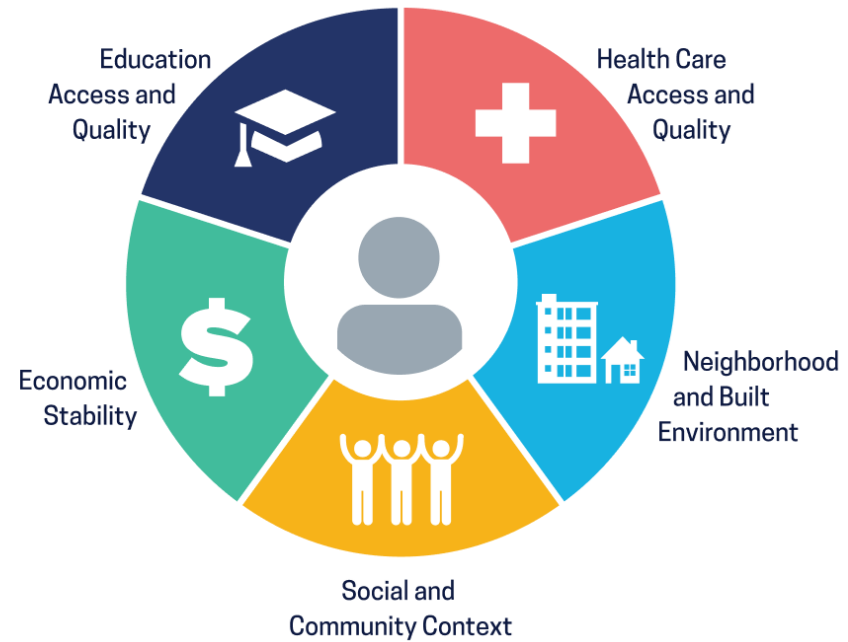 Education
Access and
Quality
Health Care
Access and
Quality
Economic
Stability
Neighborhood
and Built
Environment
Social and
Community Context